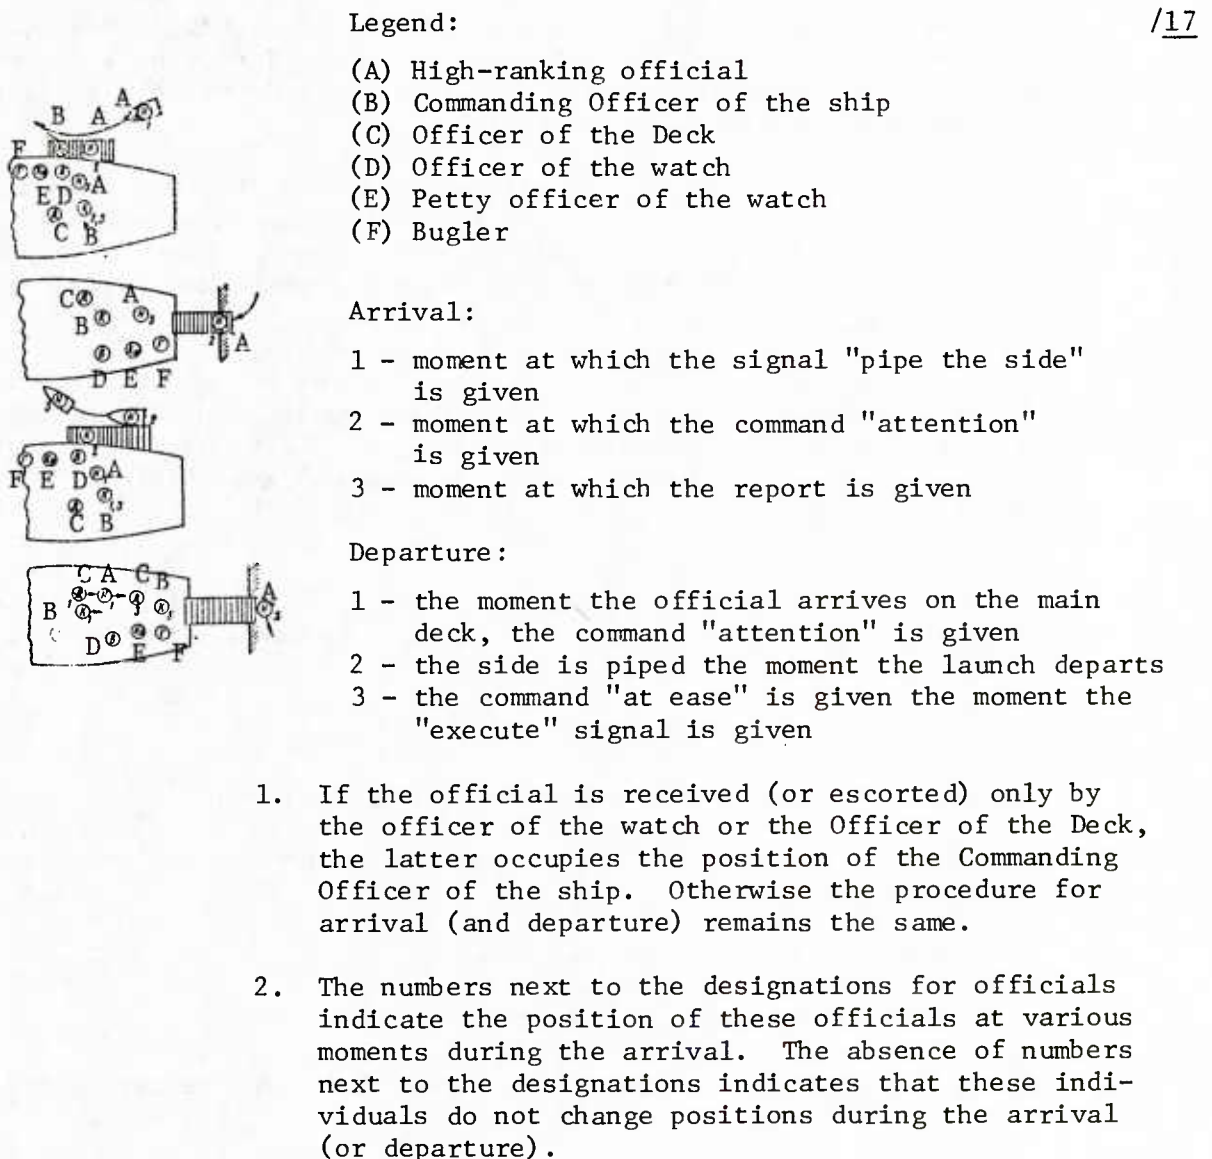 /17
Legend:
(A) High-ranking official
(B) Commanding Officer of the ship
(C) Officer of the Deck
(D) Officer of the watch
(E) Petty officer of the watch
(F) Bugler
B A A
F
A
E D
C B
C A
B
A
D E F
F E D A
C B
C A C B
B A
D
E F
Arrival:
1 - moment at which the signal "pipe the side"
is given
2 - moment at which the command "attention"
is given
3 - moment at which the report is given
Departure:
1 - the moment the official arrives on the main
deck, the command "attention" is given
2 - the side is piped the moment the launch departs
3 - the command "at ease" is given the moment the
"execute" signal is given
1. If the official is received (or escorted) only by
the officer of the watch or the Officer of the Deck,
the latter occupies the position of the Commanding
Officer of the ship. Otherwise the procedure for
arrival (and departure) remains the same.
2. The numbers next to the designations for officials
indicate the position of these officials at various
moments during the arrival. The absence of numbers
next to the designations indicates that these indi-
viduals do not change positions during the arrival
(or departure).